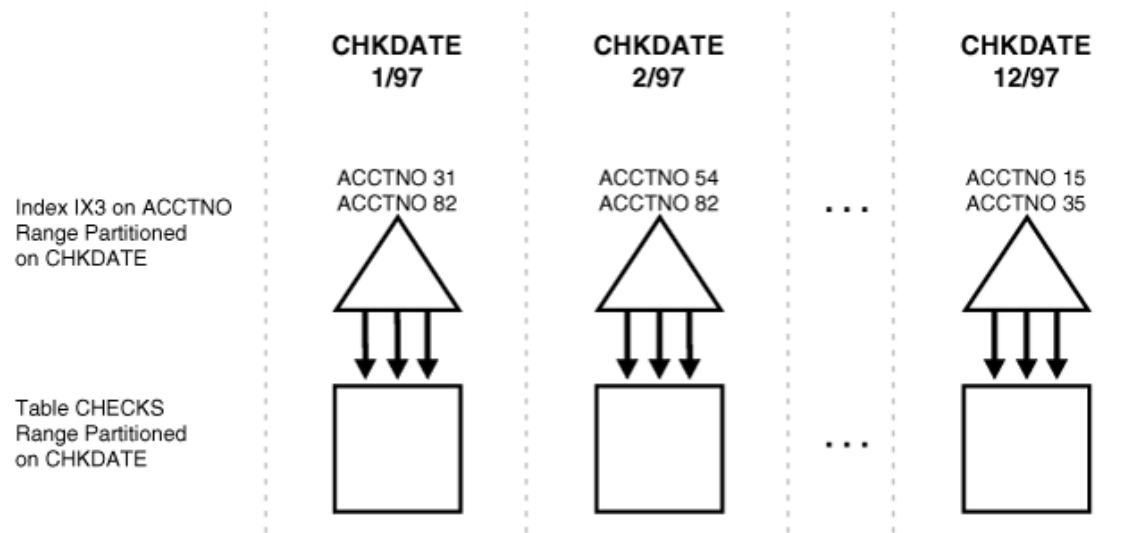 CHKDATE
1/97
CHKDATE
2/97
CHKDATE
12/97
Index IX3 on ACCTNO
Range Partitioned
on CHKDATE
ACCTNO 31
ACCTNO 82
ACCTNO 54
ACCTNO 82
...
ACCTNO 15
ACCTNO 35
Table CHECKS
Range Partitioned
on CHKDATE
...